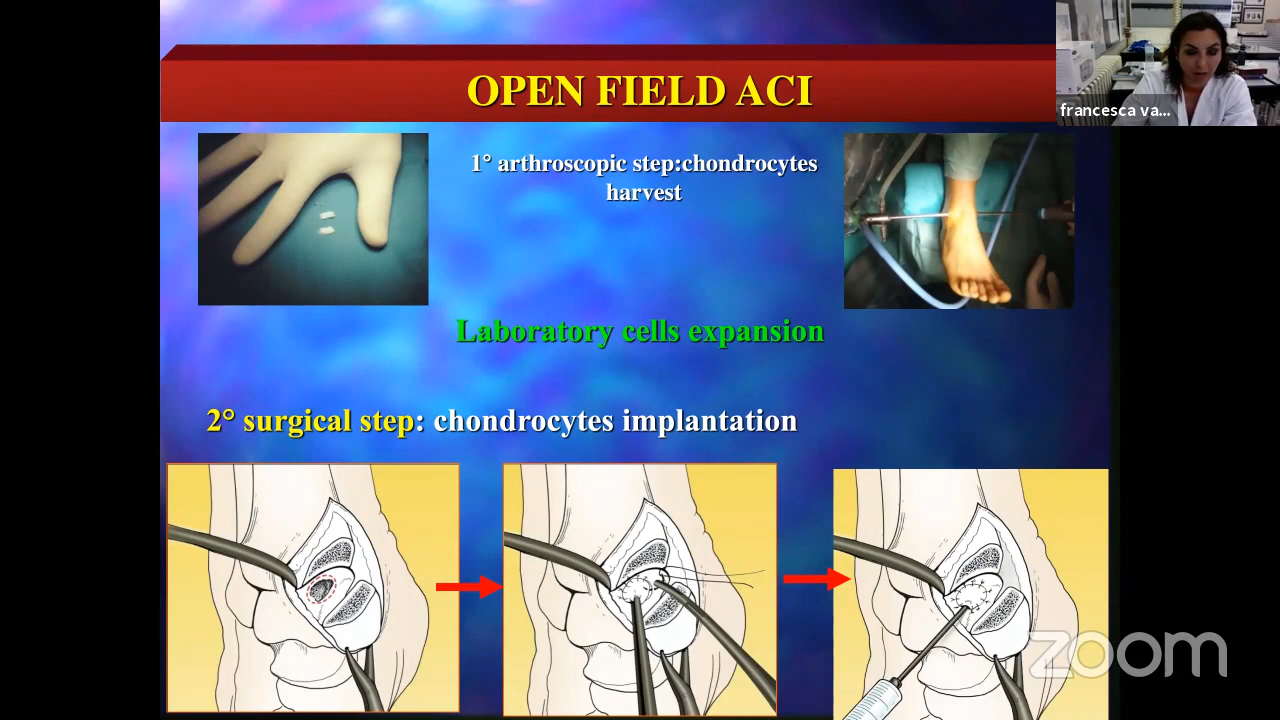 OPEN FIELD ACI
francesca va...
1° arthroscopic step:chondrocytes
harvest
Laboratory cells expansion
2° surgical step: chondrocytes implantation
zoom